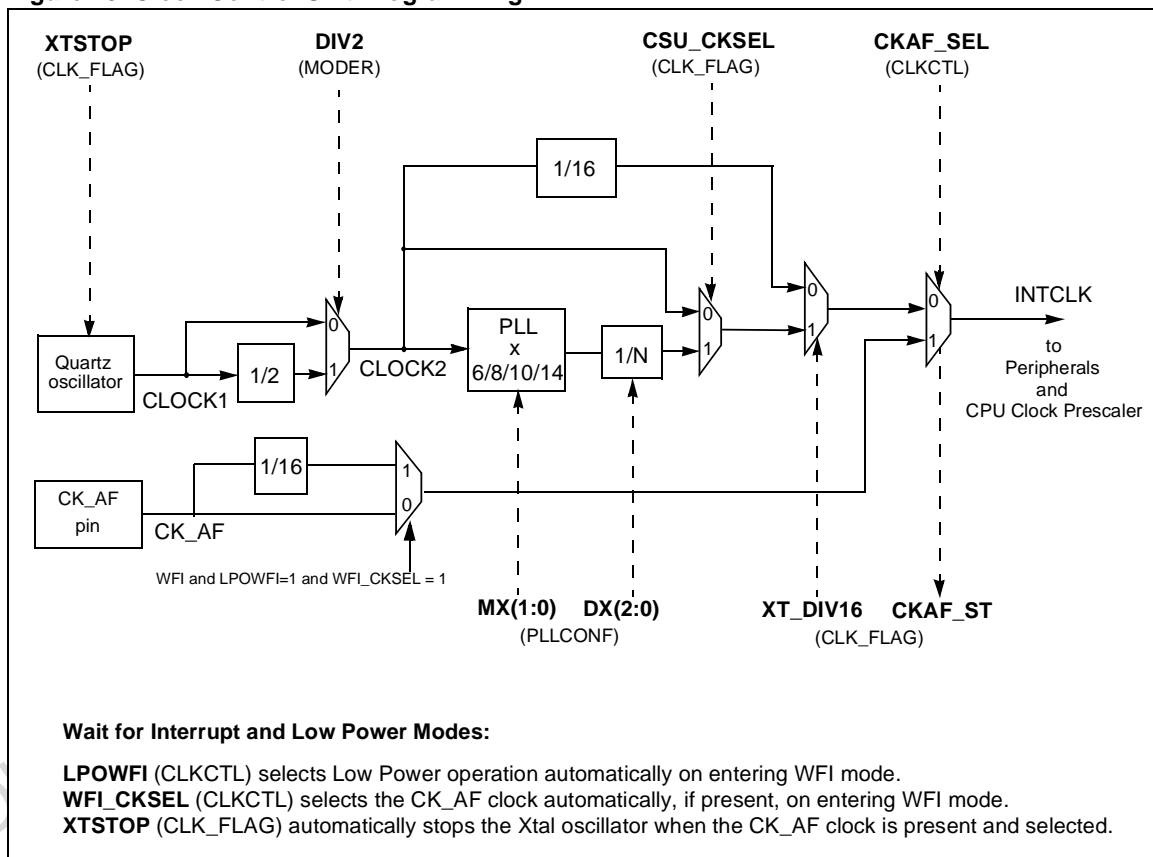 XTSTOP
(CLK_FLAG)
DIV2
(MODER)
CSU_CKSEL
(CLK_FLAG)
CKAF_SEL
(CLKCTL)
1/16
Quartz
oscillator
CLOCK1
1/2
0
1
CLOCK2
PLL
x
6/8/10/14
1/N
0
1
0
1
0
1
INTCLK
to
Peripherals
and
CPU Clock Prescaler
CK_AF
pin
CK_AF
1/16
1
0
WFI and LPOWFI=1 and WFI_CKSEL = 1
MX(1:0) DX(2:0)
(PLLCONF)
XT_DIV16 CKAF_ST
(CLK_FLAG)
Wait for Interrupt and Low Power Modes:
LPOWFI (CLKCTL) selects Low Power operation automatically on entering WFI mode.
WFI_CKSEL (CLKCTL) selects the CK_AF clock automatically, if present, on entering WFI mode.
XTSTOP (CLK_FLAG) automatically stops the Xtal oscillator when the CK_AF clock is present and selected.